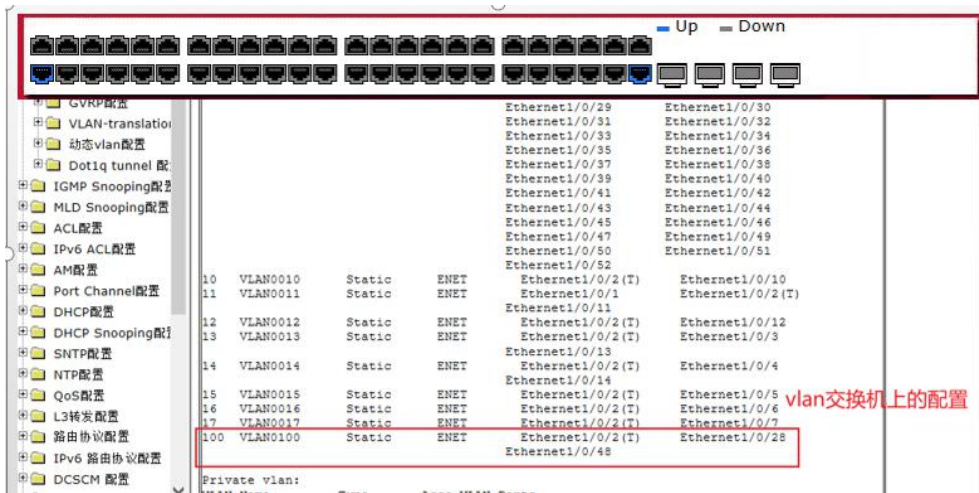 Up Down
GVRP配置
VLAN-translation
动态vlan配置
Dot1q tunnel 配
IGMP Snooping配置
MLD Snooping配置
ACL配置
IPv6 ACL配置
AM配置
Port Channel配置
DHCP配置
DHCP Snooping配
SNTP配置
NTP配置
QoS配置
L3转发配置
路由协议配置
IPv6 路由协议配置
DCSCM 配置
Ethernet1/0/29 Ethernet1/0/30
Ethernet1/0/31 Ethernet1/0/32
Ethernet1/0/33 Ethernet1/0/34
Ethernet1/0/35 Ethernet1/0/36
Ethernet1/0/37 Ethernet1/0/38
Ethernet1/0/39 Ethernet1/0/40
Ethernet1/0/41 Ethernet1/0/42
Ethernet1/0/43 Ethernet1/0/44
Ethernet1/0/45 Ethernet1/0/46
Ethernet1/0/47 Ethernet1/0/49
Ethernet1/0/50 Ethernet1/0/51
Ethernet1/0/52
10 VLAN0010 Static ENET Ethernet1/0/2(T) Ethernet1/0/10
11 VLAN0011 Static ENET Ethernet1/0/1 Ethernet1/0/2(T)
Ethernet1/0/11
12 VLAN0012 Static ENET Ethernet1/0/2(T) Ethernet1/0/12
13 VLAN0013 Static ENET Ethernet1/0/2(T) Ethernet1/0/3
Ethernet1/0/13
14 VLAN0014 Static ENET Ethernet1/0/2(T) Ethernet1/0/4
Ethernet1/0/14
15 VLAN0015 Static ENET Ethernet1/0/2(T) Ethernet1/0/5
16 VLAN0016 Static ENET Ethernet1/0/2(T) Ethernet1/0/6
17 VLAN0017 Static ENET Ethernet1/0/2(T) Ethernet1/0/7
100 VLAN0100 Static ENET Ethernet1/0/2(T) Ethernet1/0/28
Ethernet1/0/48
vlan交换机上的配置
Private vlan: